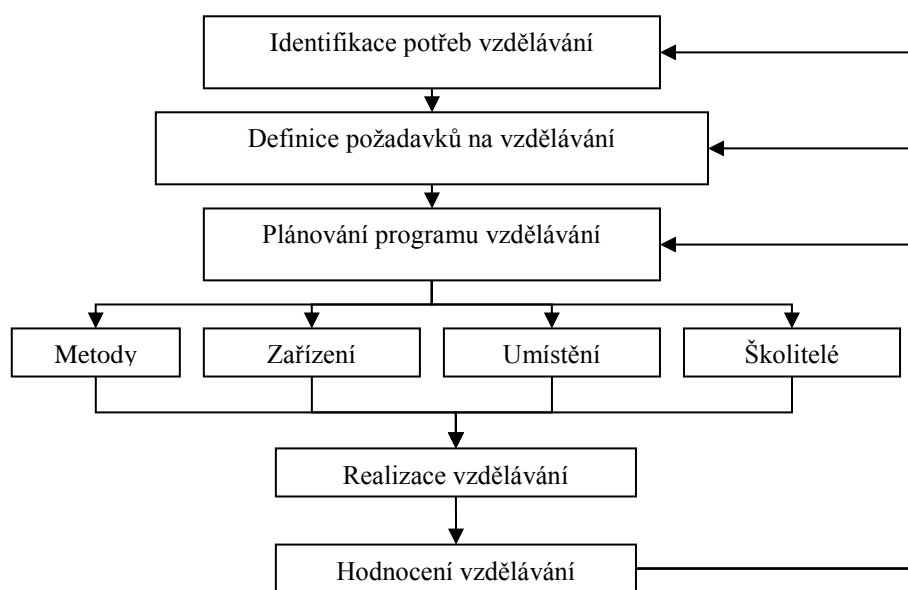 Identifikace potřeb vzdělávání
Definice požadavků na vzdělávání
Plánování programu vzdělávání
Metody
Zařízení
Umístění
Školitelé
Realizace vzdělávání
Hodnocení vzdělávání